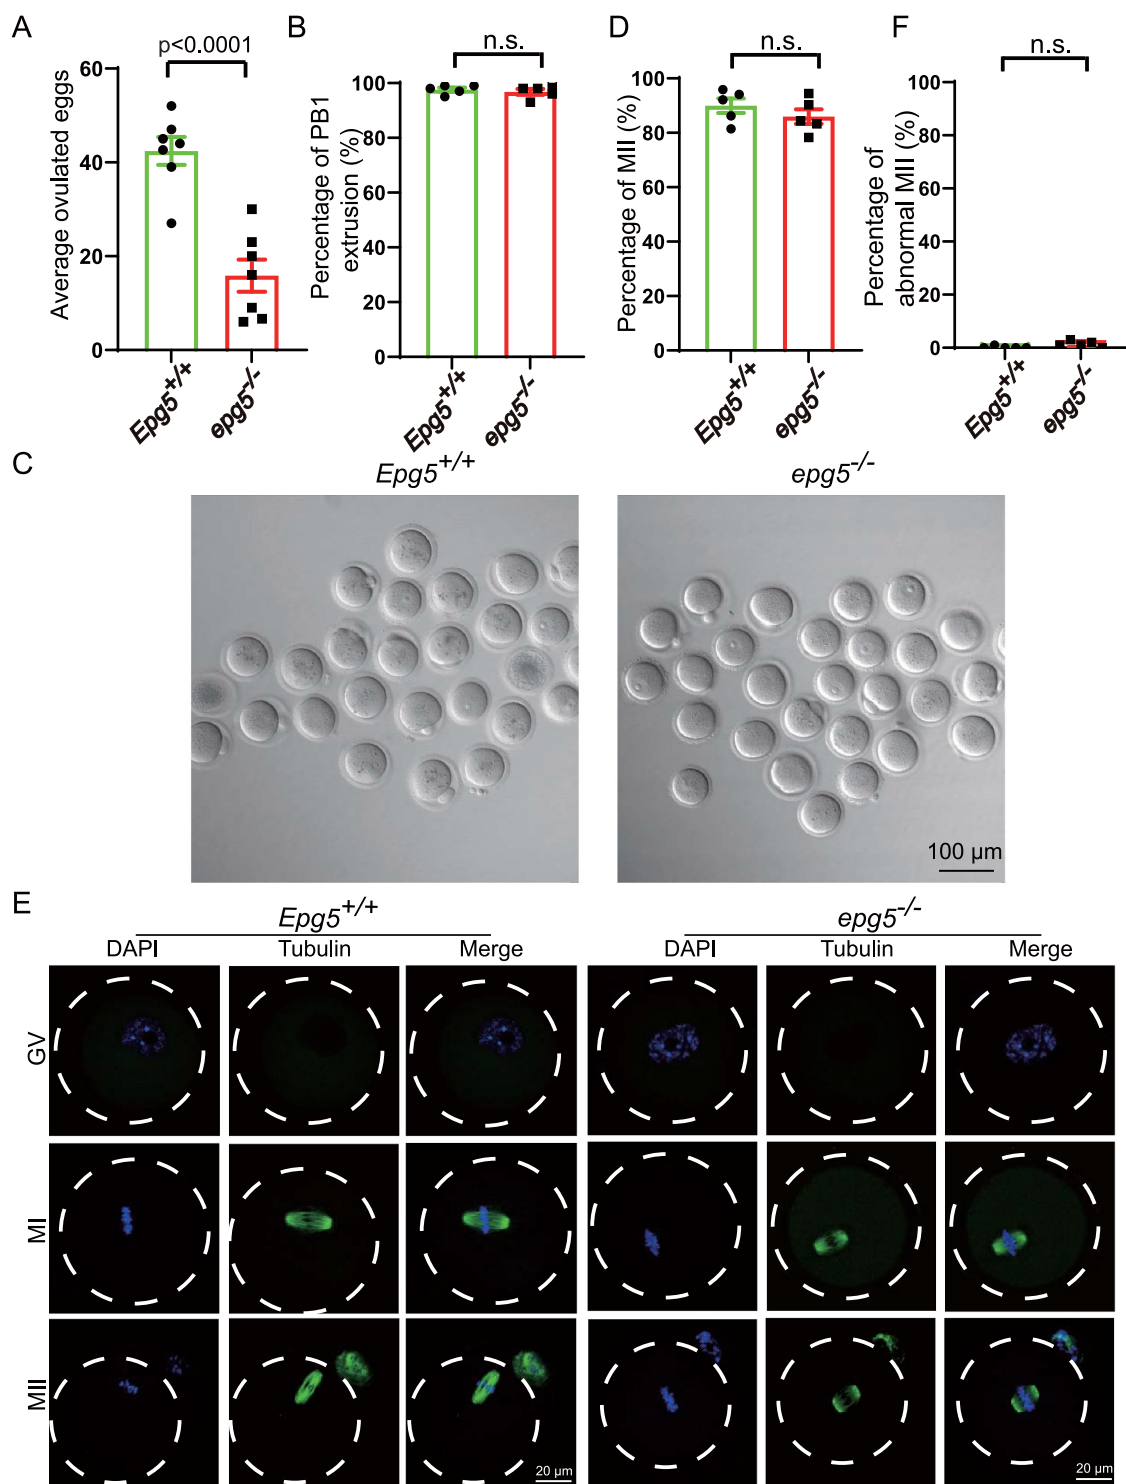 A
p<0.0001
Average ovulated eggs
60
40
20
0
Epg5+/+
epg5-/-
B
n.s.
Percentage of PB1
extrusion (%)
100
80
60
40
20
0
Epg5+/+
epg5-/-
D
n.s.
Percentage of MII (%)
100
80
60
40
20
0
Epg5+/+
epg5-/-
F
n.s.
Percentage of
abnormal MII (%)
100
80
60
40
20
0
Epg5+/+
epg5-/-
C
Epg5+/+
epg5-/-
100 µm
E
Epg5+/+
epg5-/-
DAPI
Tubulin
Merge
DAPI
Tubulin
Merge
GV
MI
MII
20 µm
20 µm